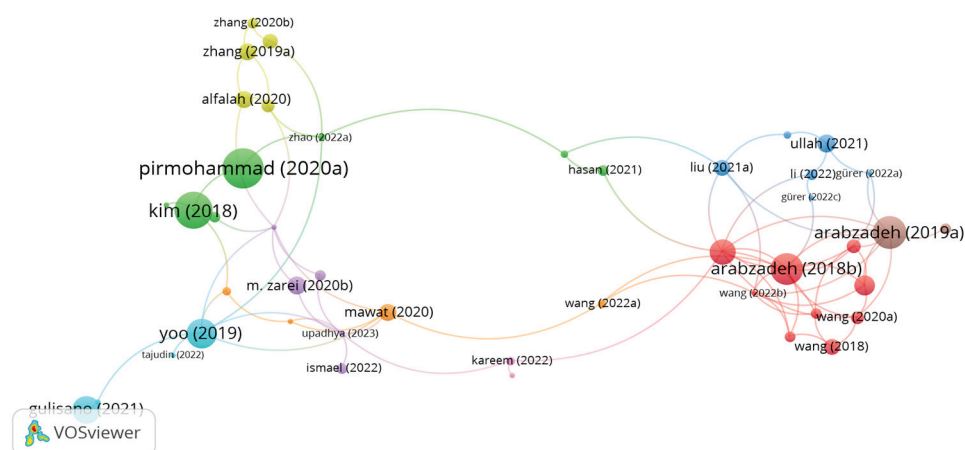 zhang (2020b)
zhang (2019a)
alfalah (2020)
zhao (2022a)
pirmohammad (2020a)
kim (2018)
hasan (2021)
liu (2021a)
ullah (2021)
li (2022)
gürer (2022a)
gürer (2022c)
arabzadeh (2019a)
arabzadeh (2018b)
m. zarei (2020b)
wang (2022b)
wang (2022a)
mawat (2020)
wang (2020a)
yoo (2019)
upadhya (2023)
wang (2018)
tajudin (2022)
ismael (2022)
kareem (2022)
gulisano (2021)
VOSviewer